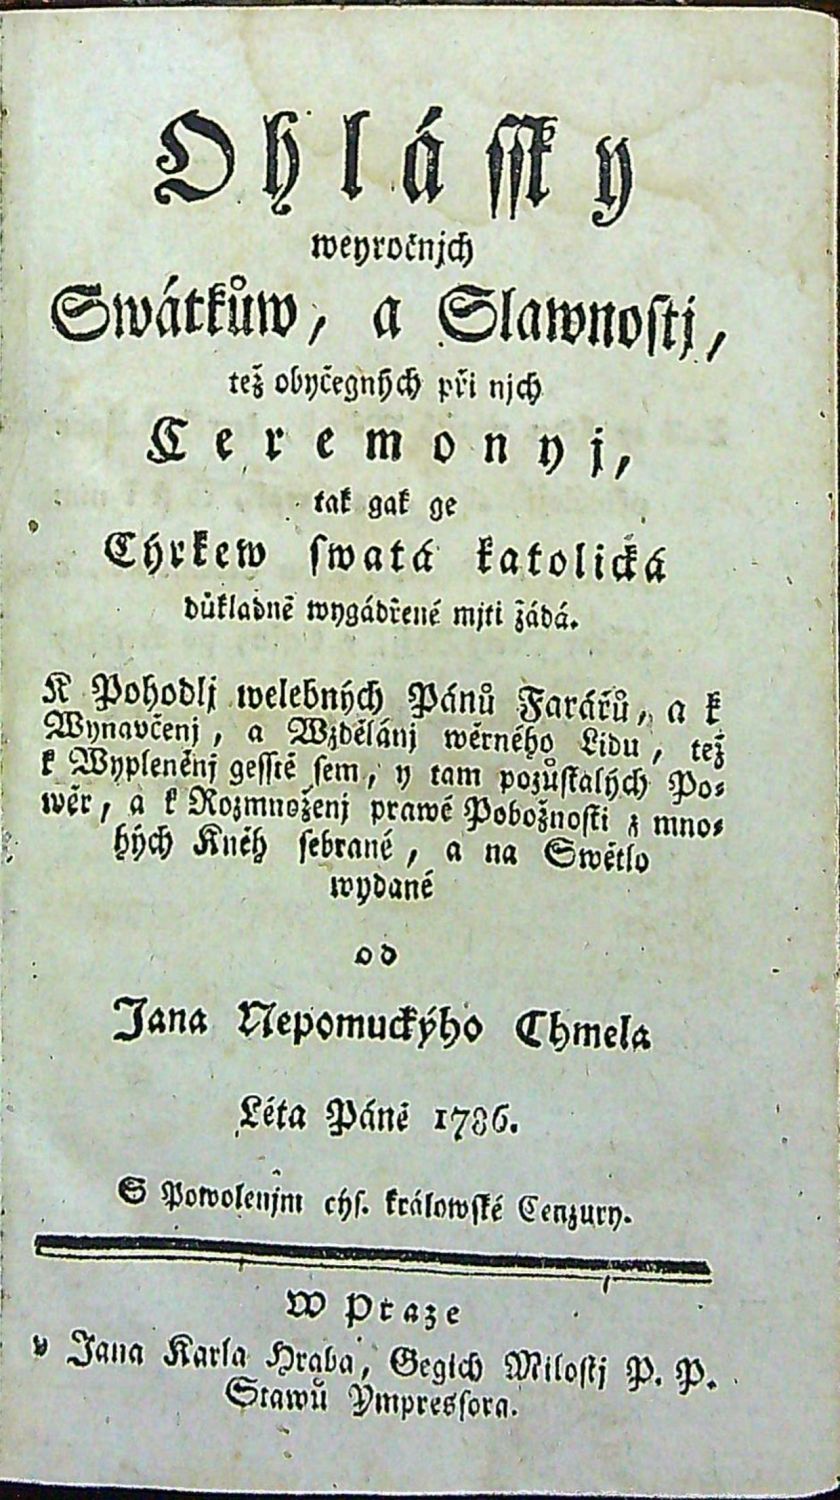 Ohlássky
weyročnjch
Swátkůw, a Slawnostj,
též obyčegných při njch
Ceremonyj,
tak gak ge
Cýrkew swatá katolická
důkladně wygádřené mjti žádá.
K Pohodlj welebných Pánů Farářů, a k
Wynavčenj, a Wzdělánj wěrného Lidu, též
k Wypleněnj gesstě sem, y tam pozůstalých Po-
wěr, a k Rozmnoženj prawé Pobožnosti z mno-
hých Kněh sebrané, a na Swětlo
wydané
od
Jana Nepomuckýho Chmela
Léta Páně 1786.
S Powolenjm cýs. králowské Cenzury.
W Praze
v Jana Karla Hraba, Gegich Milostj P. P.
Stawů Ympressora.